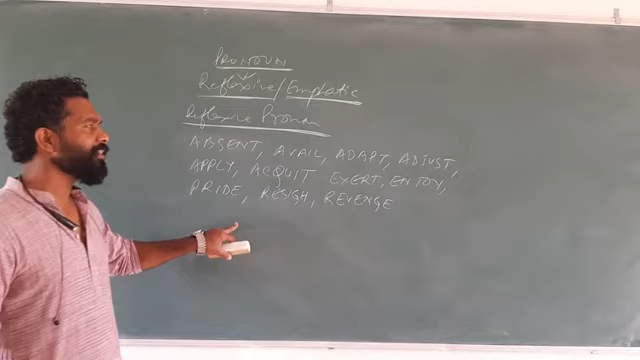 PRONOUN
Reflexive / Emphatic
Reflexive Pronoun
ABSENT, AVAIL, ADAPT, ADJUST,
APPLY, ACQUIT EXERT, ENJOY,
PRIDE, RESIGN, REVENGE